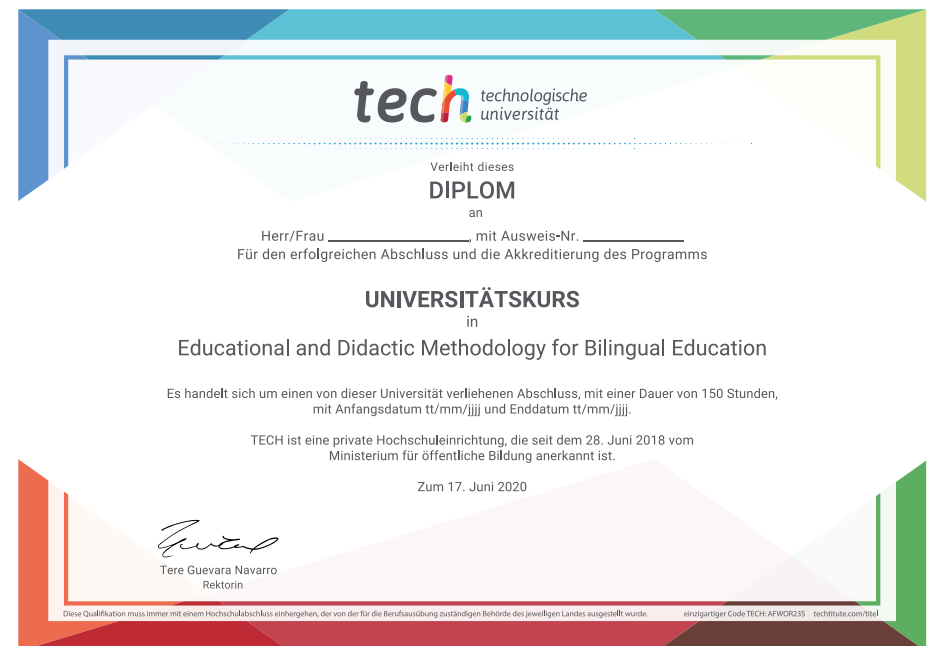 tech technologische
universität
Verleiht dieses
DIPLOM
an
Herr/Frau ____________________, mit Ausweis-Nr. ______________
Für den erfolgreichen Abschluss und die Akkreditierung des Programms
UNIVERSITÄTSKURS
in
Educational and Didactic Methodology for Bilingual Education
Es handelt sich um einen von dieser Universität verliehenen Abschluss, mit einer Dauer von 150 Stunden,
mit Anfangsdatum tt/mm/jjjj und Enddatum tt/mm/jjjj.
TECH ist eine private Hochschuleinrichtung, die seit dem 28. Juni 2018 vom
Ministerium für öffentliche Bildung anerkannt ist.
Zum 17. Juni 2020
Tere Guevara Navarro
Rektorin
Diese Qualifikation muss immer mit einem Hochschulabschluss einhergehen, der von der für die Berufsausübung zuständigen Behörde des jeweiligen Landes ausgestellt wurde. einzigartiger Code TECH: AFWOR23S techtitute.com/titel